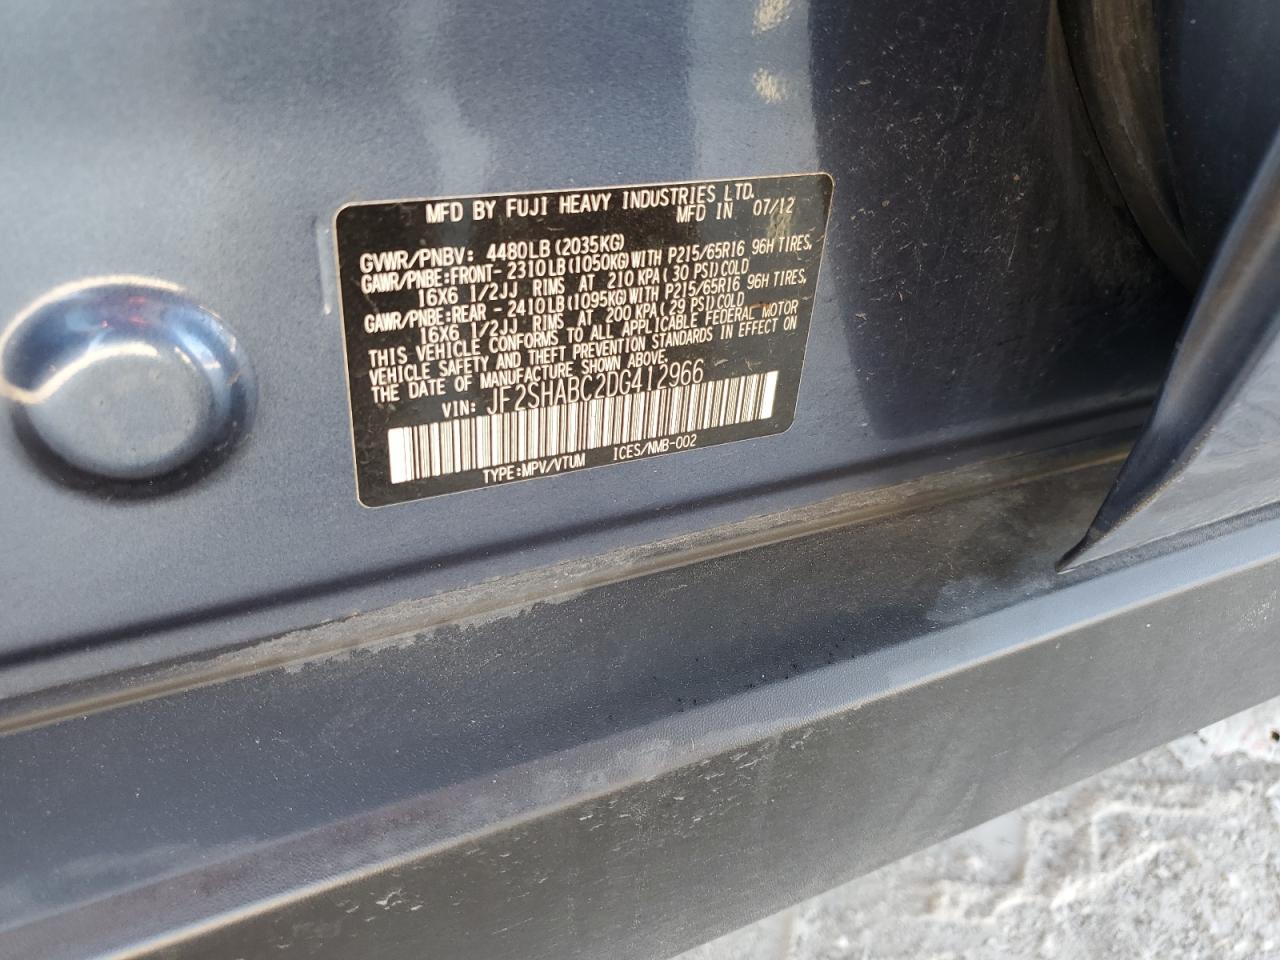 MFD BY FUJI HEAVY INDUSTRIES LTD.
MFD IN 07/12
GVWR/PNBV: 4480LB(2035KG)
GAWR/PNBE:FRONT-2310LB(1050KG)WITH P215/65R16 96H TIRES,
16X6 1/2JJ RIMS AT 210 KPA(30 PSI)COLD
GAWR/PNBE:REAR -2410LB(1095KG)WITH P215/65R16 96H TIRES,
16X6 1/2JJ RIMS AT 200 KPA(29 PSI)COLD
THIS VEHICLE CONFORMS TO ALL APPLICABLE FEDERAL MOTOR
VEHICLE SAFETY AND THEFT PREVENTION STANDARDS IN EFFECT ON
THE DATE OF MANUFACTURE SHOWN ABOVE.
VIN: JF2SHABC2DG412966
TYPE:MPV/VTUM ICES/NMB-002